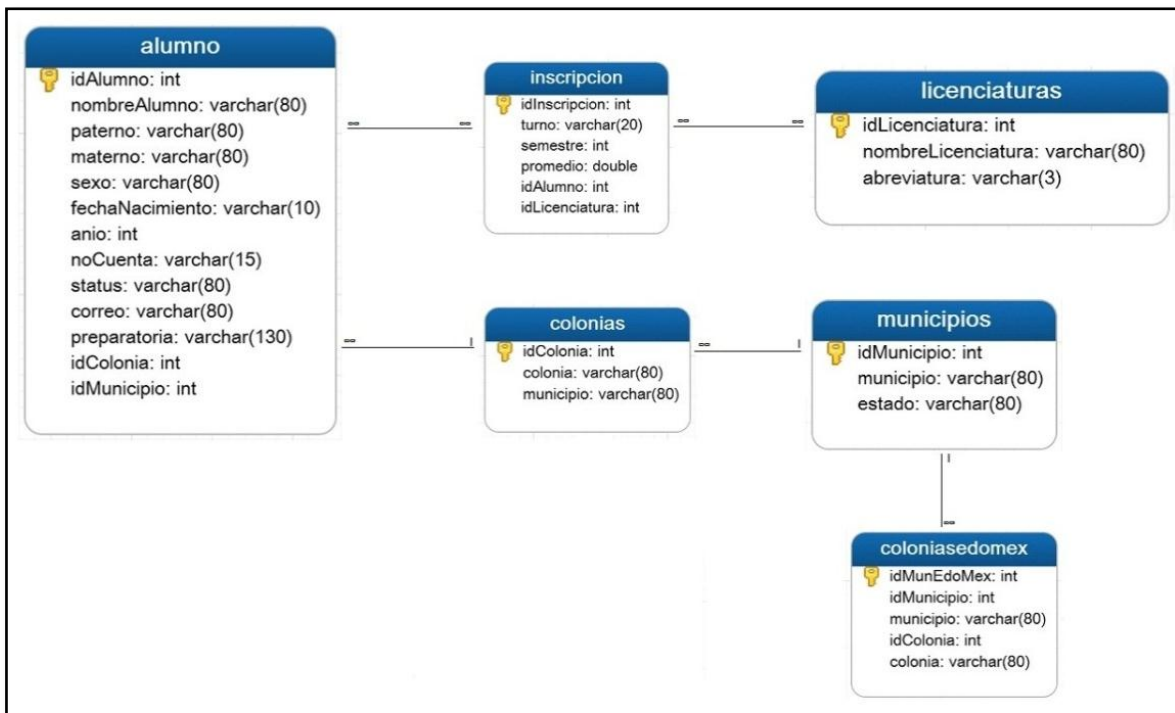 alumno
idAlumno: int
nombreAlumno: varchar(80)
paterno: varchar(80)
materno: varchar(80)
sexo: varchar(80)
fechaNacimiento: varchar(10)
anio: int
noCuenta: varchar(15)
status: varchar(80)
correo: varchar(80)
preparatoria: varchar(130)
idColonia: int
idMunicipio: int
∞ ∞
inscripcion
idInscripcion: int
turno: varchar(20)
semestre: int
promedio: double
idAlumno: int
idLicenciatura: int
∞ ∞
licenciaturas
idLicenciatura: int
nombreLicenciatura: varchar(80)
abreviatura: varchar(3)
∞ I
colonias
idColonia: int
colonia: varchar(80)
municipio: varchar(80)
∞ I
municipios
idMunicipio: int
municipio: varchar(80)
estado: varchar(80)
I
∞
coloniasedomex
idMunEdoMex: int
idMunicipio: int
municipio: varchar(80)
idColonia: int
colonia: varchar(80)